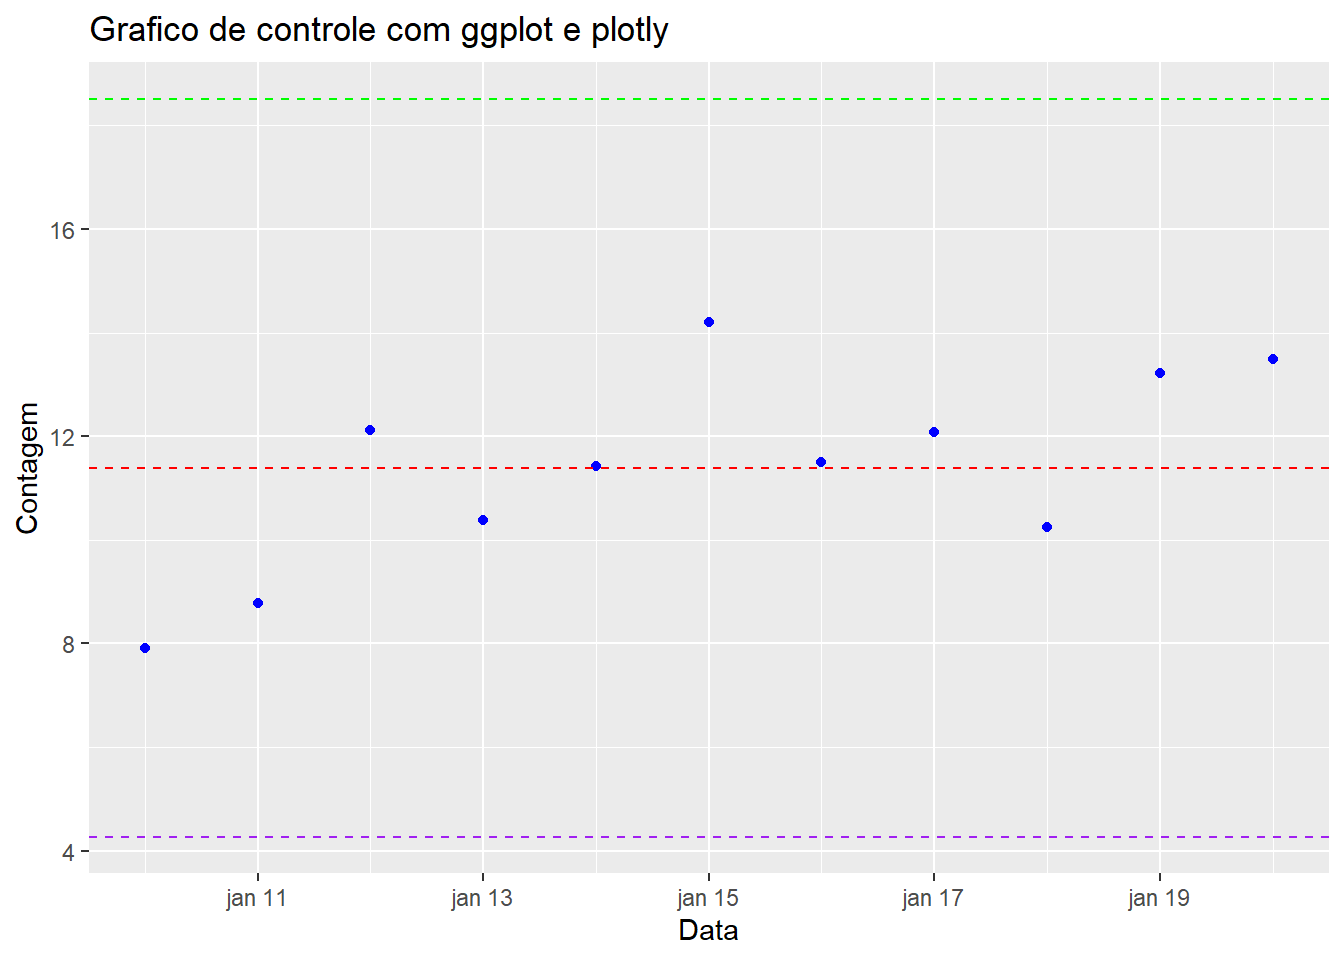 Grafico de controle com ggplot e plotly
Contagem
16
12
8
4
jan 11
jan 13
jan 15
jan 17
jan 19
Data